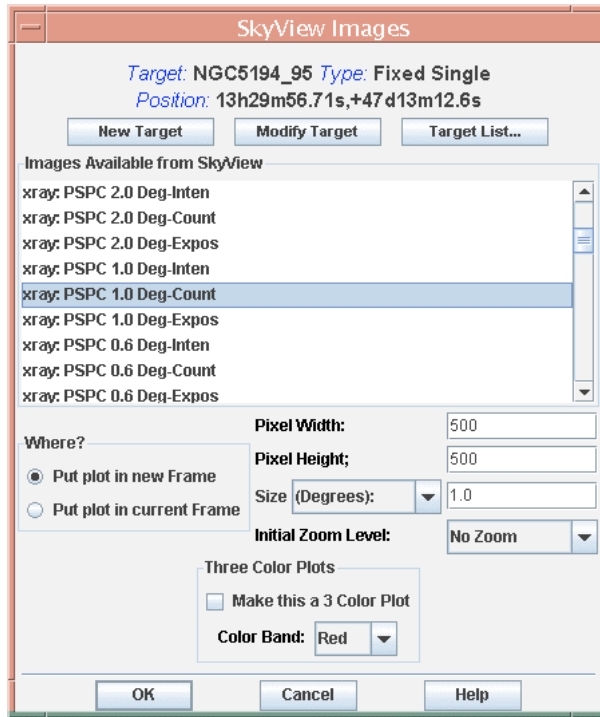 SkyView Images
Target: NGC5194_95 Type: Fixed Single
Position: 13h29m56.71s,+47d13m12.6s
New Target Modify Target Target List...
Images Available from SkyView
xray: PSPC 2.0 Deg-Inten
xray: PSPC 2.0 Deg-Count
xray: PSPC 2.0 Deg-Expos
xray: PSPC 1.0 Deg-Inten
xray: PSPC 1.0 Deg-Count
xray: PSPC 1.0 Deg-Expos
xray: PSPC 0.6 Deg-Inten
xray: PSPC 0.6 Deg-Count
xray: PSPC 0.6 Deg-Expos
Where?
Put plot in new Frame
Put plot in current Frame
Pixel Width: 500
Pixel Height; 500
Size (Degrees): 1.0
Initial Zoom Level: No Zoom
Three Color Plots
Make this a 3 Color Plot
Color Band: Red
OK Cancel Help